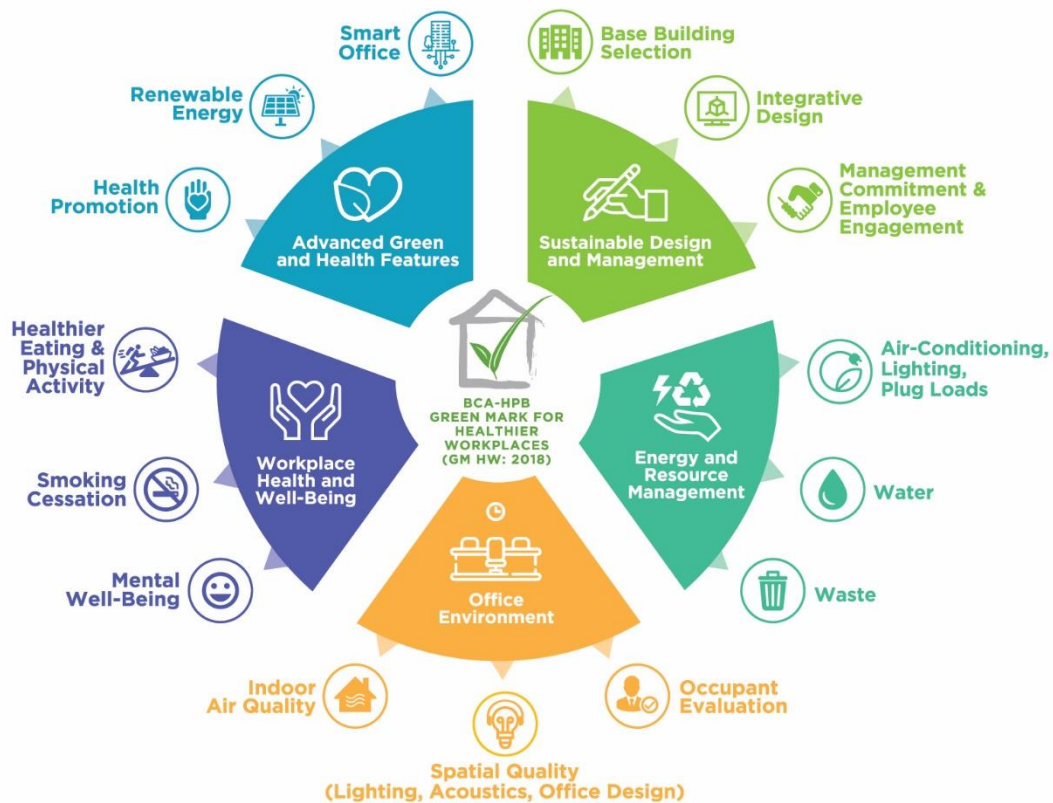 Smart
Office
Renewable
Energy
Health
Promotion
Advanced Green
and Health Features
Base Building
Selection
Integrative
Design
Management
Commitment &
Employee
Engagement
Sustainable Design
and Management
BCA-HPB
GREEN MARK FOR
HEALTHIER
WORKPLACES
(GM HW: 2018)
Healthier
Eating &
Physical
Activity
Smoking
Cessation
Mental
Well-Being
Workplace
Health and
Well-Being
Air-Conditioning,
Lighting,
Plug Loads
Water
Waste
Energy and
Resource
Management
Office
Environment
Indoor
Air Quality
Spatial Quality
(Lighting, Acoustics, Office Design)
Occupant
Evaluation